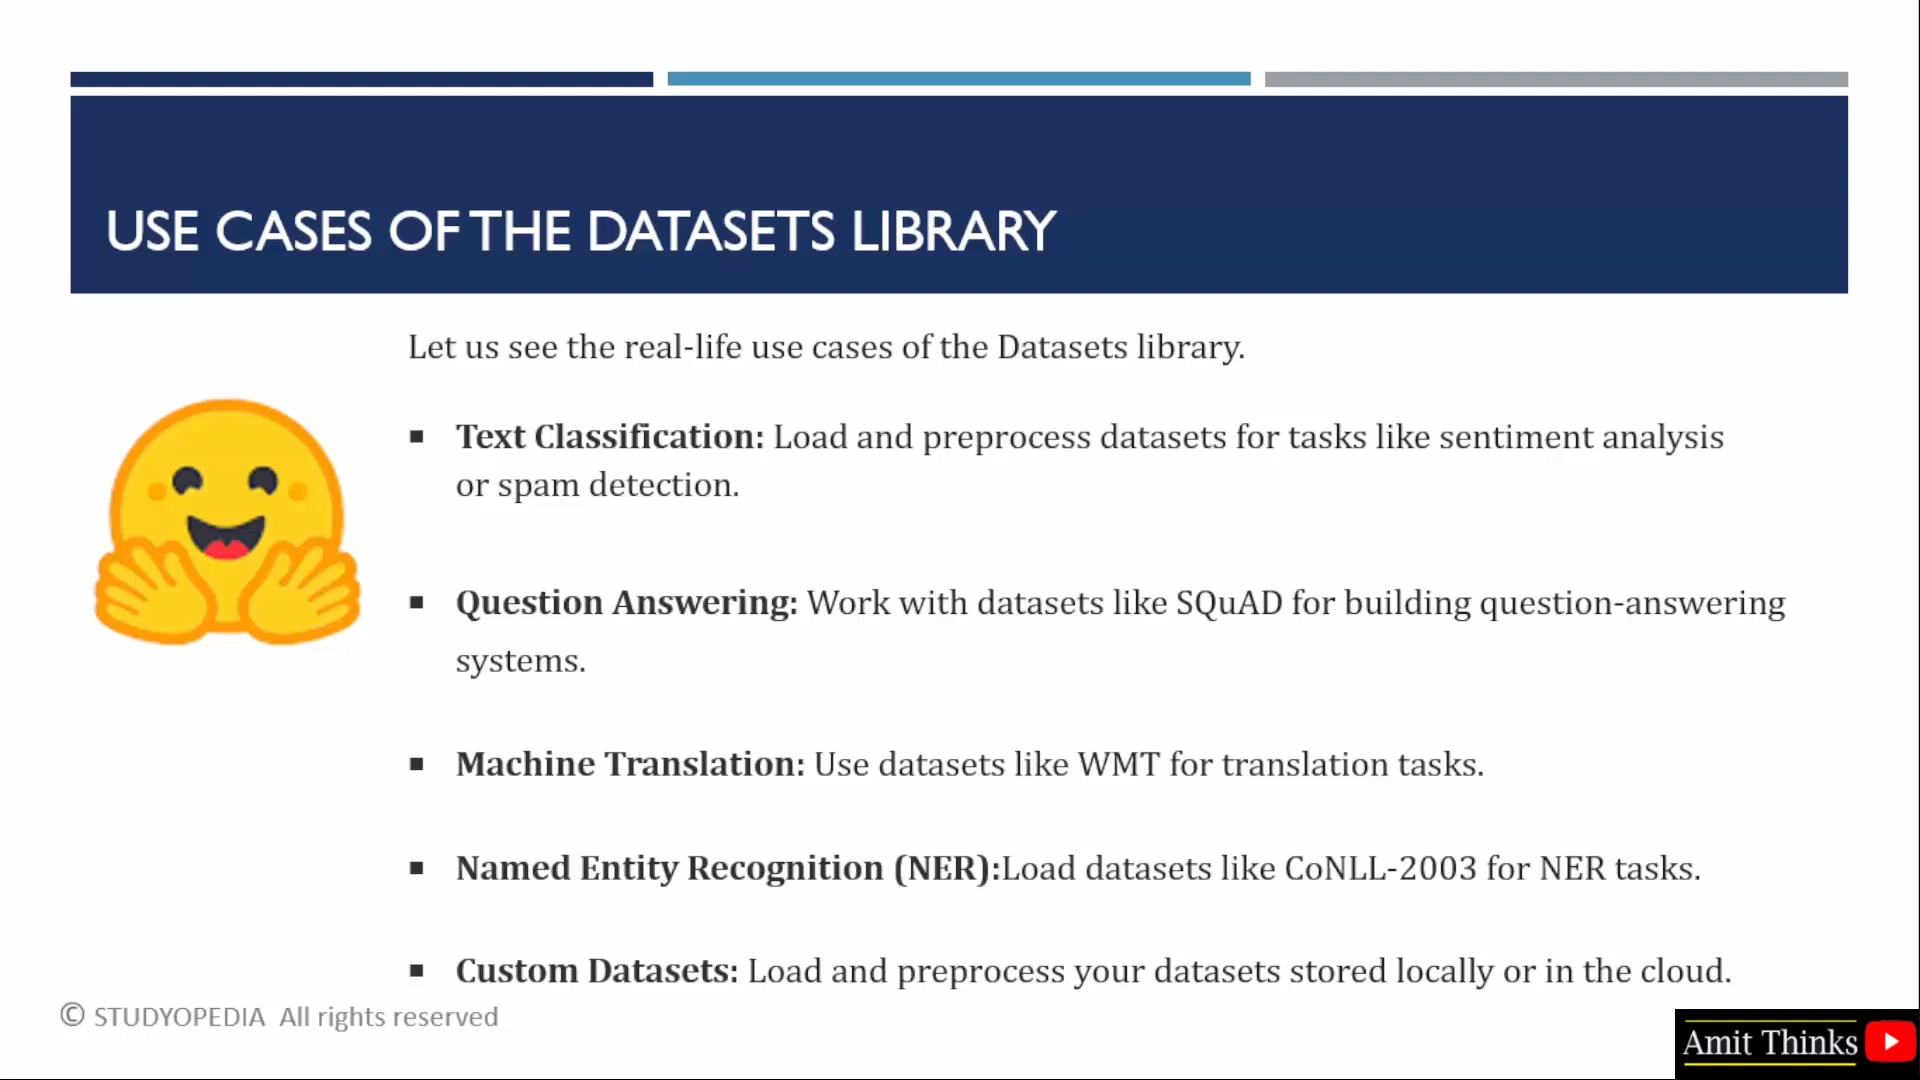 USE CASES OF THE DATASETS LIBRARY
Let us see the real-life use cases of the Datasets library.
▪ Text Classification: Load and preprocess datasets for tasks like sentiment analysis
or spam detection.
▪ Question Answering: Work with datasets like SQuAD for building question-answering
systems.
▪ Machine Translation: Use datasets like WMT for translation tasks.
▪ Named Entity Recognition (NER):Load datasets like CoNLL-2003 for NER tasks.
▪ Custom Datasets: Load and preprocess your datasets stored locally or in the cloud.
© STUDYOPEDIA All rights reserved
Amit Thinks